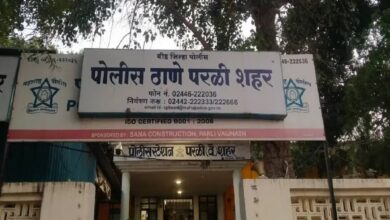 बीड जिल्हा पोलीस
पोलीस ठाणे परळी शहर
फोन नं. 02446-222036
नियंत्रण कक्ष : 02442-222333/222666
ISO CERTIFIED 9001 : 2008
SPONSORED BY : SANA CONSTRUCTION, PARLI VAIJNATH
पोलीसस्टेशन परळी वै. शहर